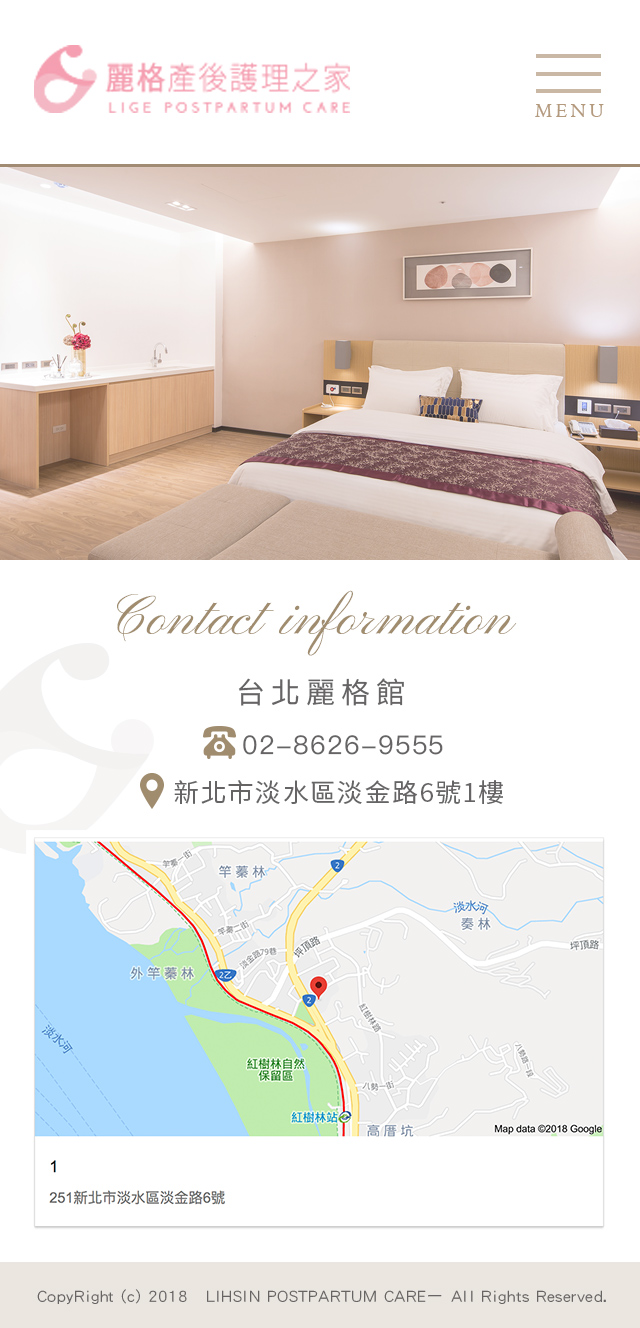 麗格產後護理之家
LIGE POSTPARTUM CARE
MENU
Contact information
台北麗格館
02-8626-9555
新北市淡水區淡金路6號1樓
竿蓁一街
竿蓁林
2
淡水河
奏林
竿蓁二街
坪頂路
坪頂路
淡金路79巷
外竿蓁林
2乙
2
紅樹林路
淡水河
八勢路一段
紅樹林自然
保留區
八勢一街
紅樹林站
高厝坑
Map data ©2018 Google
1
251新北市淡水區淡金路6號
CopyRight (c) 2018 LIHSIN POSTPARTUM CAREー All Rights Reserved.